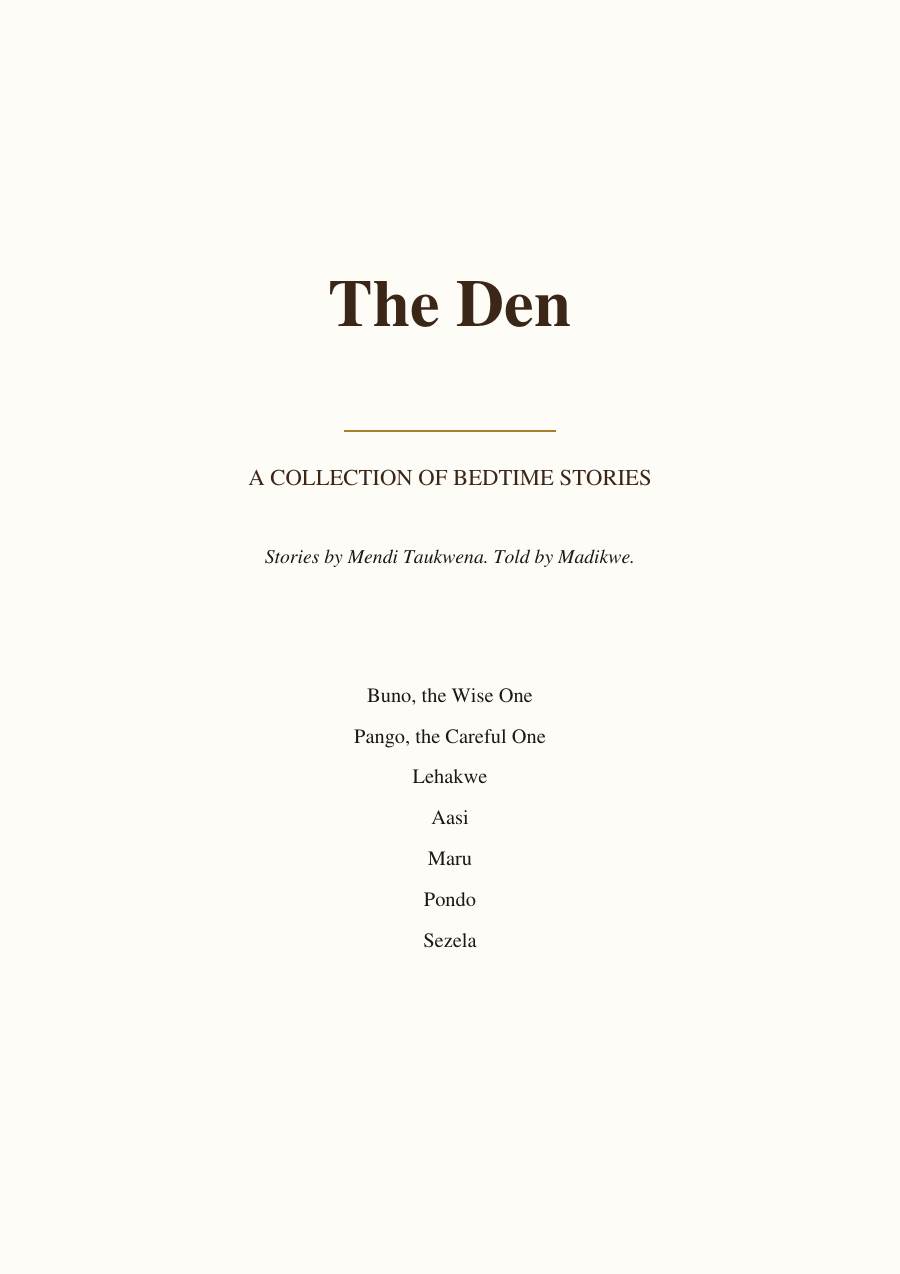 The Den
A COLLECTION OF BEDTIME STORIES
Stories by Mendi Taukwena. Told by Madikwe.
Buno, the Wise One
Pango, the Careful One
Lehakwe
Aasi
Maru
Pondo
Sezela